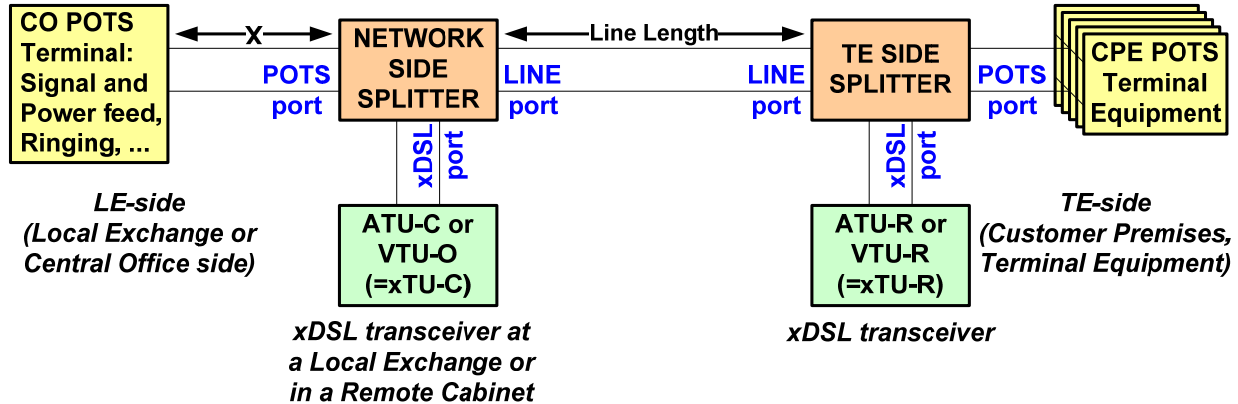 CO POTS
Terminal:
Signal and
Power feed,
Ringing, ...
X
POTS
port
NETWORK
SIDE
SPLITTER
LINE
port
Line Length
LINE
port
TE SIDE
SPLITTER
POTS
port
CPE POTS
Terminal
Equipment
xDSL
port
xDSL
port
LE-side
(Local Exchange or
Central Office side)
ATU-C or
VTU-O
(=xTU-C)
ATU-R or
VTU-R
(=xTU-R)
TE-side
(Customer Premises,
Terminal Equipment)
xDSL transceiver at
a Local Exchange or
in a Remote Cabinet
xDSL transceiver